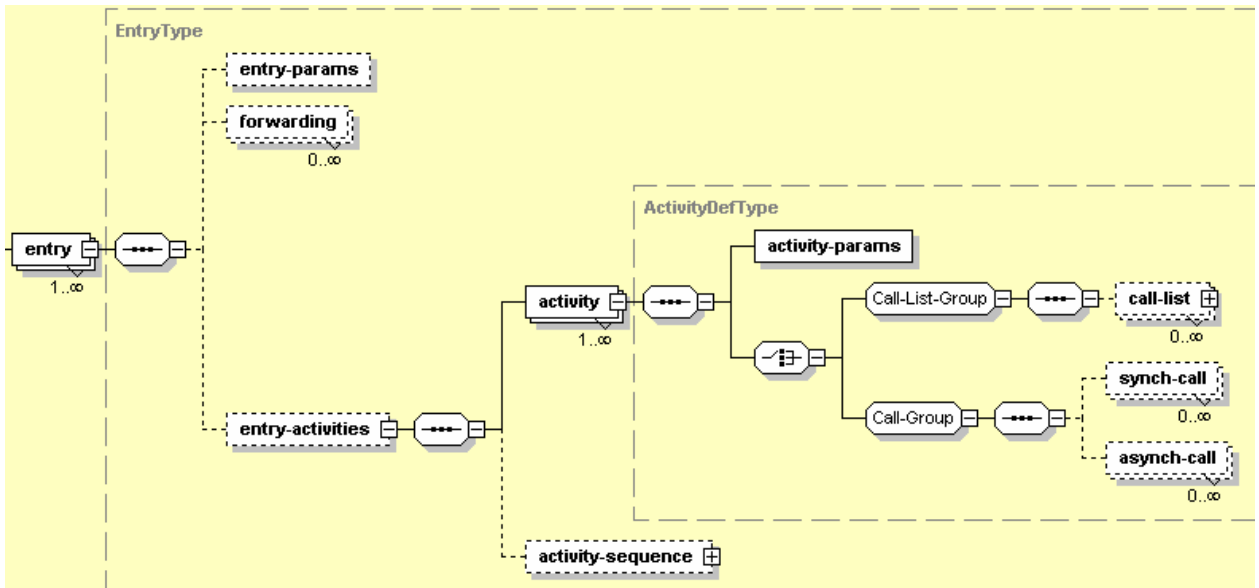 EntryType
entry-params
forwarding
0..∞
ActivityDefType
entry
1..∞
activity-params
activity
1..∞
Call-List-Group
call-list
0..∞
synch-call
0..∞
Call-Group
entry-activities
asynch-call
0..∞
activity-sequence